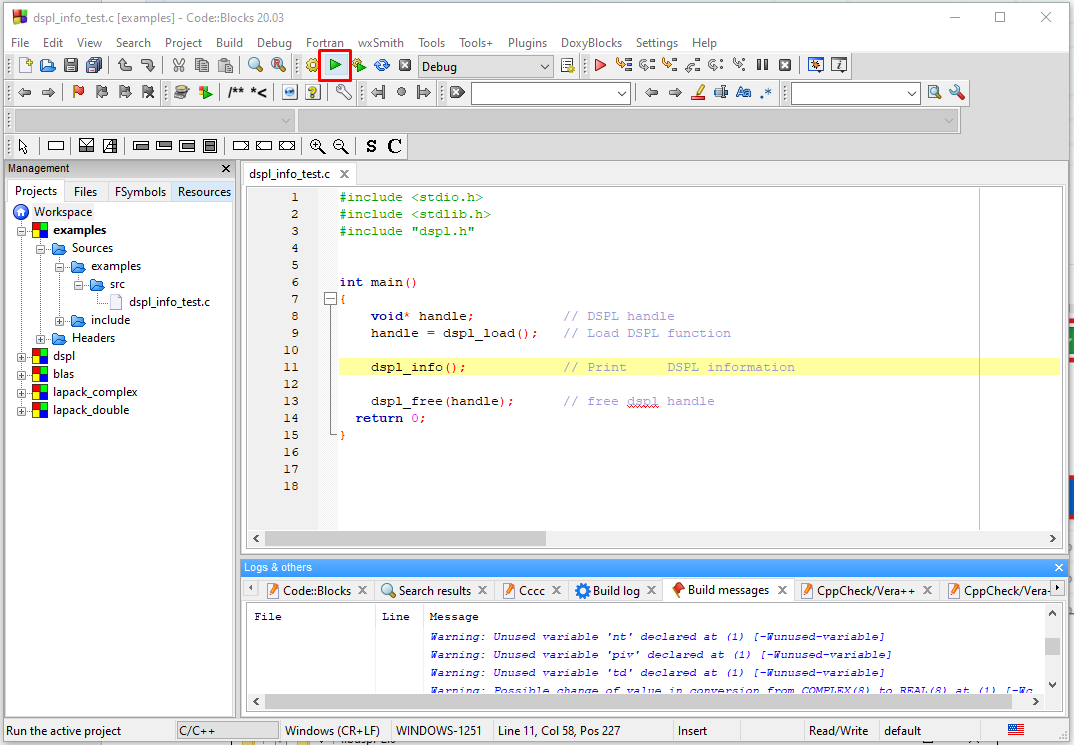 dspl_info_test.c [examples] - Code::Blocks 20.03
File Edit View Search Project Build Debug Fortran wxSmith Tools Tools+ Plugins DoxyBlocks Settings Help
Debug
/** *<
Aa .*
S C
Management
Projects Files FSymbols Resources
Workspace
examples
Sources
examples
src
dspl_info_test.c
include
Headers
dspl
blas
lapack_complex
lapack_double
dspl_info_test.c
1 #include <stdio.h>
2 #include <stdlib.h>
3 #include "dspl.h"
4
5
6 int main()
7 {
8 void* handle; // DSPL handle
9 handle = dspl_load(); // Load DSPL function
10
11 dspl_info(); // Print DSPL information
12
13 dspl_free(handle); // free dspl handle
14 return 0;
15 }
16
17
18
Logs & others
Code::Blocks Search results Cccc Build log Build messages CppCheck/Vera++ CppCheck/Vera-
File Line Message
Warning: Unused variable 'nt' declared at (1) [-Wunused-variable]
Warning: Unused variable 'piv' declared at (1) [-Wunused-variable]
Warning: Unused variable 'td' declared at (1) [-Wunused-variable]
Warning: Possible change of value in conversion from COMPLEX(8) to REAL(8) at (1) [-Wc
Run the active project C/C++ Windows (CR+LF) WINDOWS-1251 Line 11, Col 58, Pos 227 Insert Read/Write default